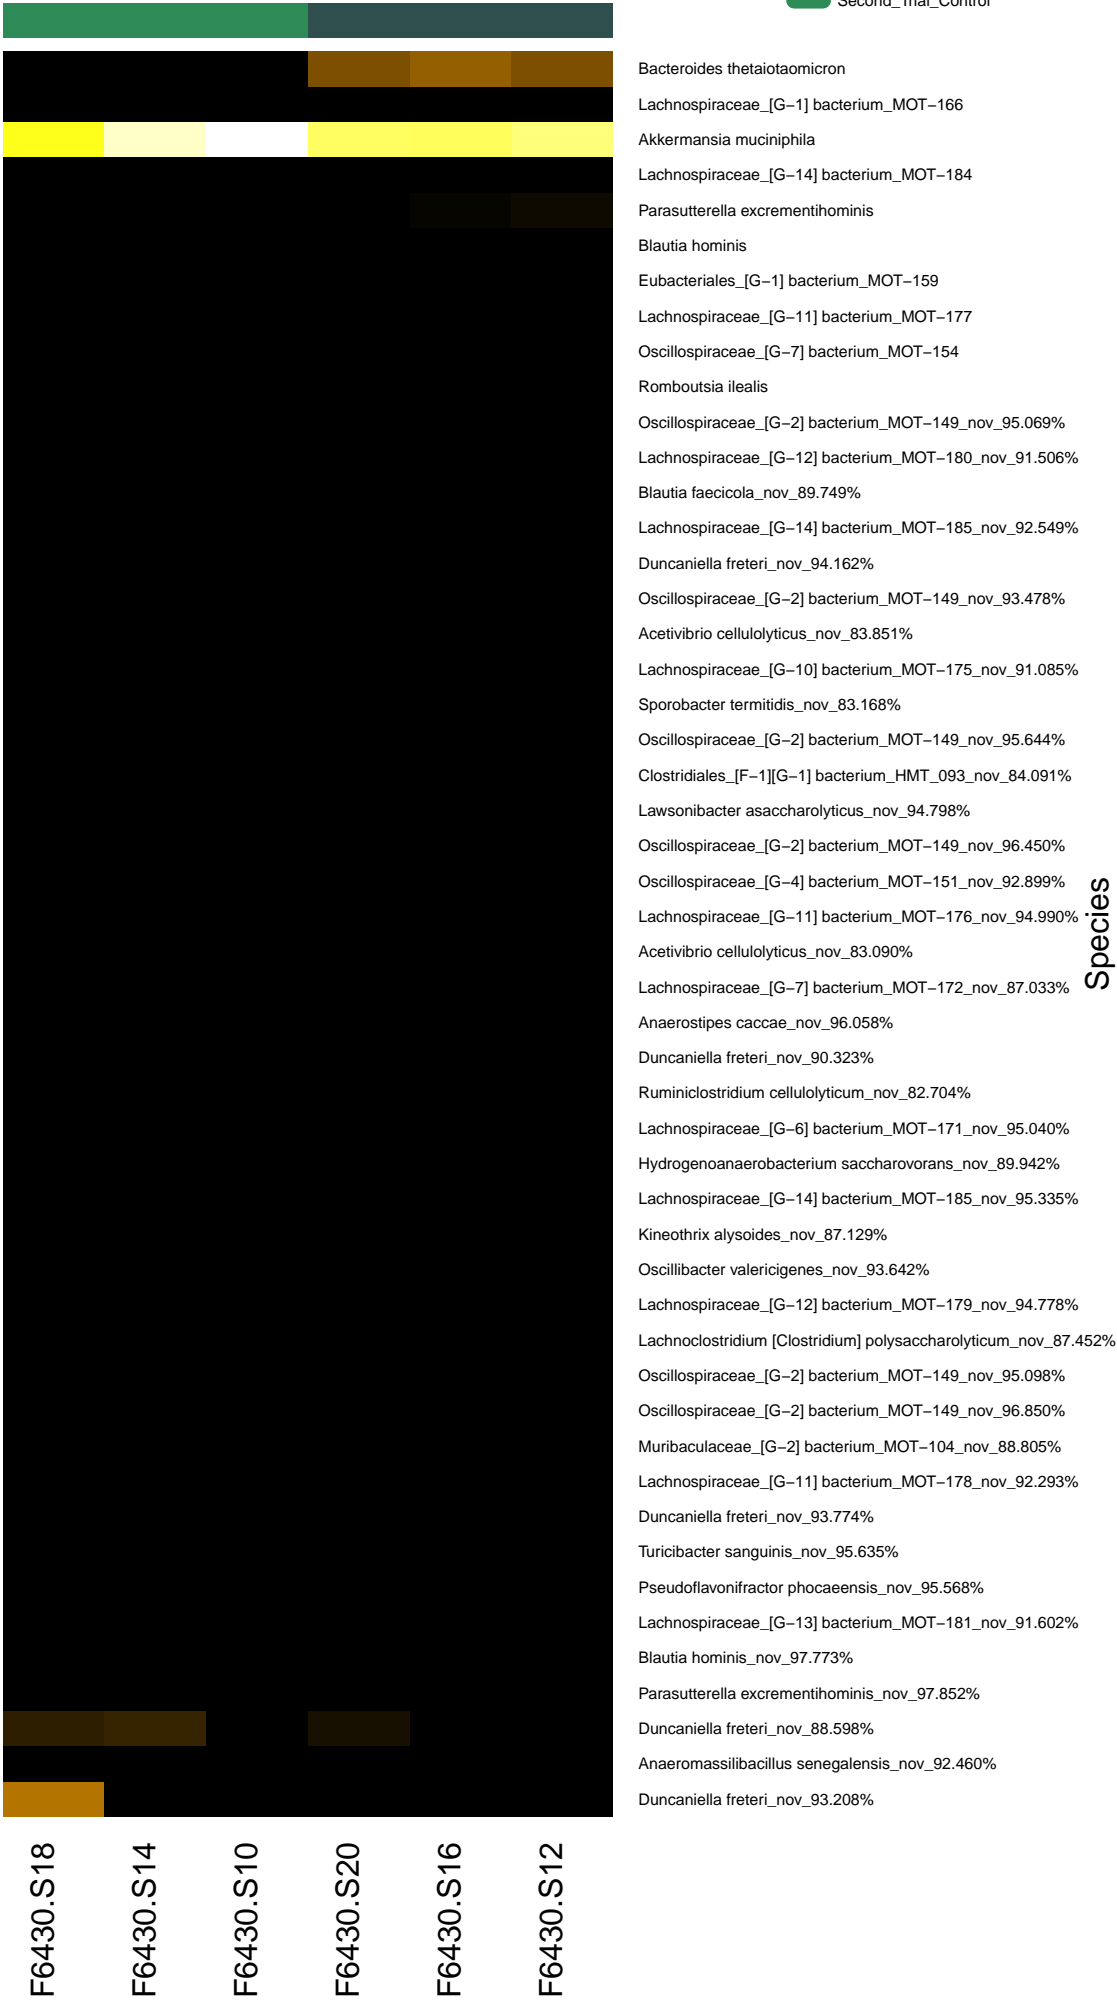 Second_Trial_Control
Bacteroides thetaiotaomicron
Lachnospiraceae_[G−1] bacterium_MOT−166
Akkermansia muciniphila
Lachnospiraceae_[G−14] bacterium_MOT−184
Parasutterella excrementihominis
Blautia hominis
Eubacteriales_[G−1] bacterium_MOT−159
Lachnospiraceae_[G−11] bacterium_MOT−177
Oscillospiraceae_[G−7] bacterium_MOT−154
Romboutsia ilealis
Oscillospiraceae_[G−2] bacterium_MOT−149_nov_95.069%
Lachnospiraceae_[G−12] bacterium_MOT−180_nov_91.506%
Blautia faecicola_nov_89.749%
Lachnospiraceae_[G−14] bacterium_MOT−185_nov_92.549%
Duncaniella freteri_nov_94.162%
Oscillospiraceae_[G−2] bacterium_MOT−149_nov_93.478%
Acetivibrio cellulolyticus_nov_83.851%
Lachnospiraceae_[G−10] bacterium_MOT−175_nov_91.085%
Sporobacter termitidis_nov_83.168%
Oscillospiraceae_[G−2] bacterium_MOT−149_nov_95.644%
Clostridiales_[F−1][G−1] bacterium_HMT_093_nov_84.091%
Lawsonibacter asaccharolyticus_nov_94.798%
Oscillospiraceae_[G−2] bacterium_MOT−149_nov_96.450%
Oscillospiraceae_[G−4] bacterium_MOT−151_nov_92.899%
Lachnospiraceae_[G−11] bacterium_MOT−176_nov_94.990%
Acetivibrio cellulolyticus_nov_83.090%
Lachnospiraceae_[G−7] bacterium_MOT−172_nov_87.033%
Anaerostipes caccae_nov_96.058%
Duncaniella freteri_nov_90.323%
Ruminiclostridium cellulolyticum_nov_82.704%
Lachnospiraceae_[G−6] bacterium_MOT−171_nov_95.040%
Hydrogenoanaerobacterium saccharovorans_nov_89.942%
Lachnospiraceae_[G−14] bacterium_MOT−185_nov_95.335%
Kineothrix alysoides_nov_87.129%
Oscillibacter valericigenes_nov_93.642%
Lachnospiraceae_[G−12] bacterium_MOT−179_nov_94.778%
Lachnoclostridium [Clostridium] polysaccharolyticum_nov_87.452%
Oscillospiraceae_[G−2] bacterium_MOT−149_nov_95.098%
Oscillospiraceae_[G−2] bacterium_MOT−149_nov_96.850%
Muribaculaceae_[G−2] bacterium_MOT−104_nov_88.805%
Lachnospiraceae_[G−11] bacterium_MOT−178_nov_92.293%
Duncaniella freteri_nov_93.774%
Turicibacter sanguinis_nov_95.635%
Pseudoflavonifractor phocaeensis_nov_95.568%
Lachnospiraceae_[G−13] bacterium_MOT−181_nov_91.602%
Blautia hominis_nov_97.773%
Parasutterella excrementihominis_nov_97.852%
Duncaniella freteri_nov_88.598%
Anaeromassilibacillus senegalensis_nov_92.460%
Duncaniella freteri_nov_93.208%
Species
F6430.S18
F6430.S14
F6430.S10
F6430.S20
F6430.S16
F6430.S12